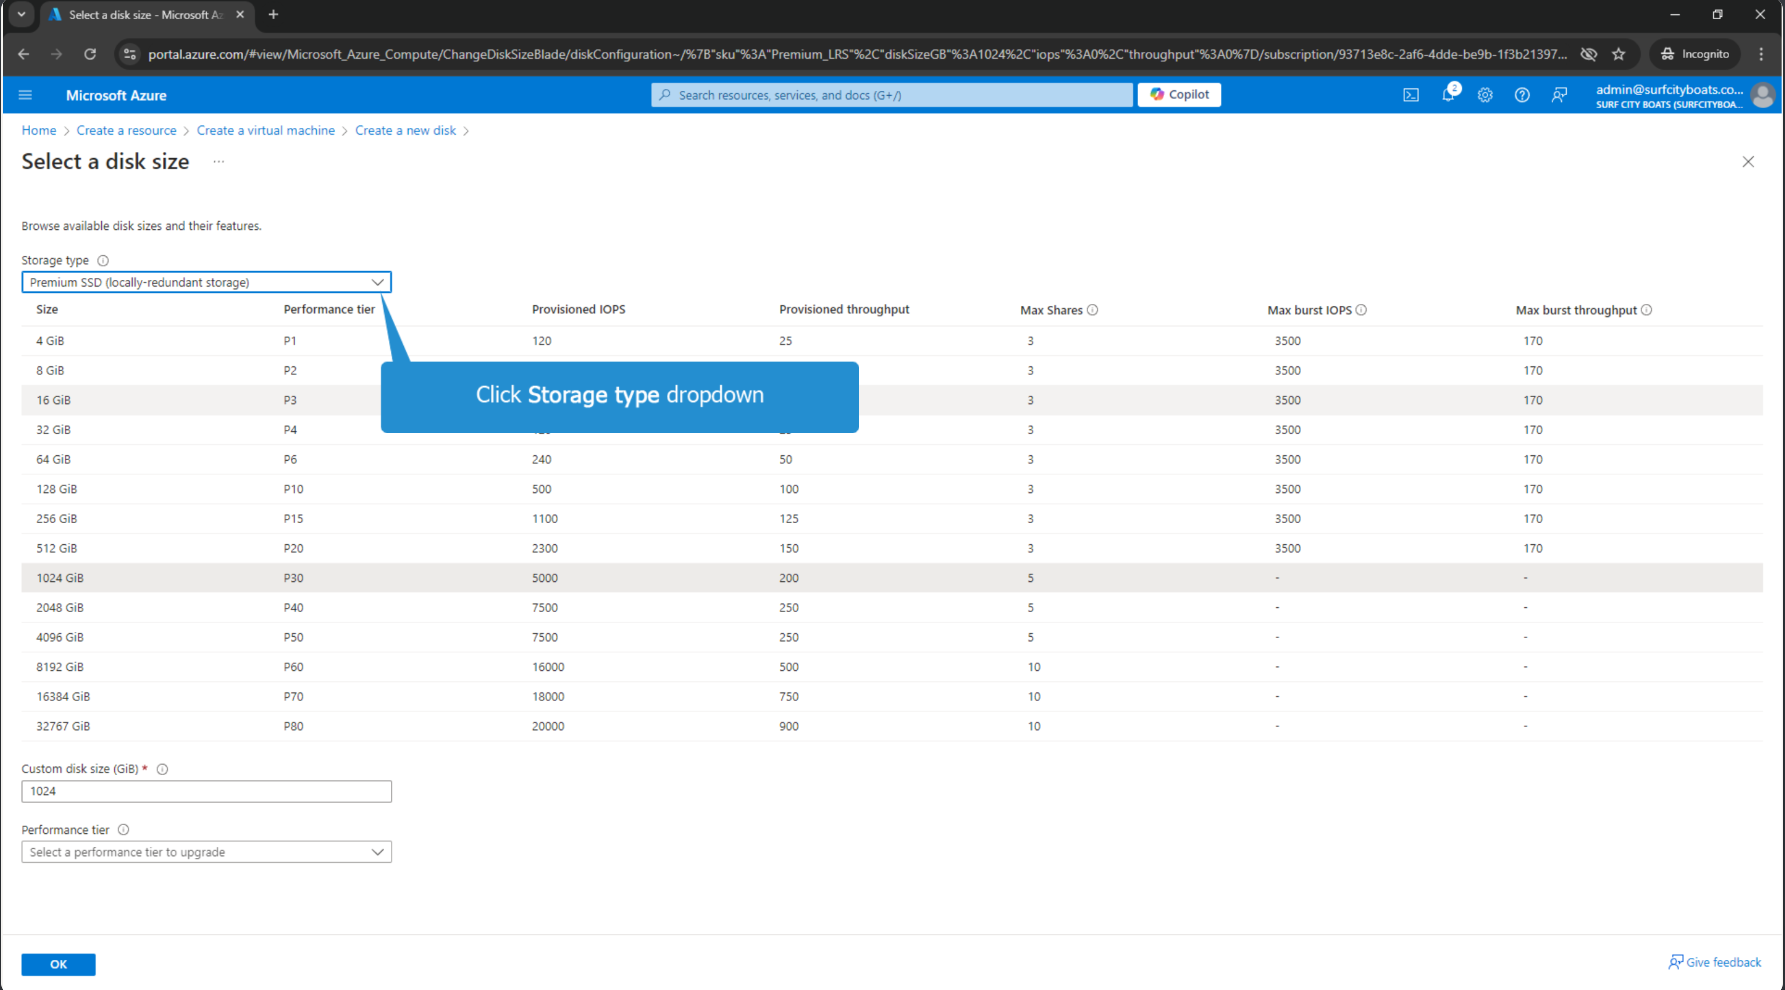 Select a disk size - Microsoft Az
portal.azure.com/#view/Microsoft_Azure_Compute/ChangeDiskSizeBlade/diskConfiguration~/%7B"sku"%3A"Premium_LRS"%2C"diskSizeGB"%3A1024%2C"iops"%3A0%2C"throughput"%3A0%7D/subscription/93713e8c-2af6-4dde-be9b-1f3b21397...
Incognito
Microsoft Azure
Search resources, services, and docs (G+/)
Copilot
2
admin@surfcityboats.co...
SURF CITY BOATS (SURFCITYBOA...
Home > Create a resource > Create a virtual machine > Create a new disk >
Select a disk size ...
Browse available disk sizes and their features.
Storage type
Premium SSD (locally-redundant storage)
Size Performance tier Provisioned IOPS Provisioned throughput Max Shares Max burst IOPS Max burst throughput
4 GiB P1 120 25 3 3500 170
8 GiB P2 3 3500 170
Click Storage type dropdown
16 GiB P3 3 3500 170
32 GiB P4 3 3500 170
64 GiB P6 240 50 3 3500 170
128 GiB P10 500 100 3 3500 170
256 GiB P15 1100 125 3 3500 170
512 GiB P20 2300 150 3 3500 170
1024 GiB P30 5000 200 5 - -
2048 GiB P40 7500 250 5 - -
4096 GiB P50 7500 250 5 - -
8192 GiB P60 16000 500 10 - -
16384 GiB P70 18000 750 10 - -
32767 GiB P80 20000 900 10 - -
Custom disk size (GiB) *
1024
Performance tier
Select a performance tier to upgrade
OK
Give feedback